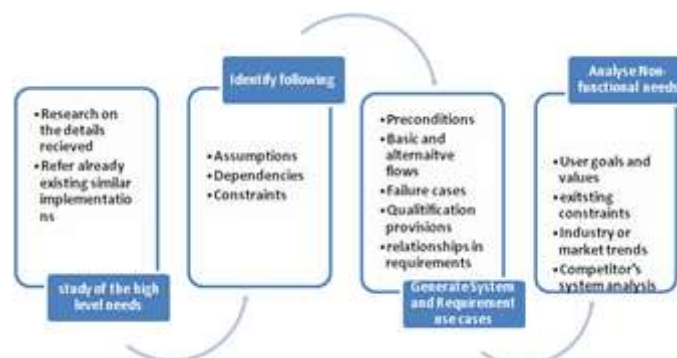 • Research on
the details
recieved
• Refer already
existing similar
implementatio
ns
study of the high
level needs
Identify following
• Assumptions
• Dependencies
• Constraints
• Preconditions
• Basic and
alternaitve
flows
• Failure cases
• Qualitification
provisions
• relationships in
requirements
Generate System
and Requirement
use cases
Analyse Non-
functional needs
• User goals and
values
• exitsting
constraints
• Industry or
market trends
• Competitor's
system analysis